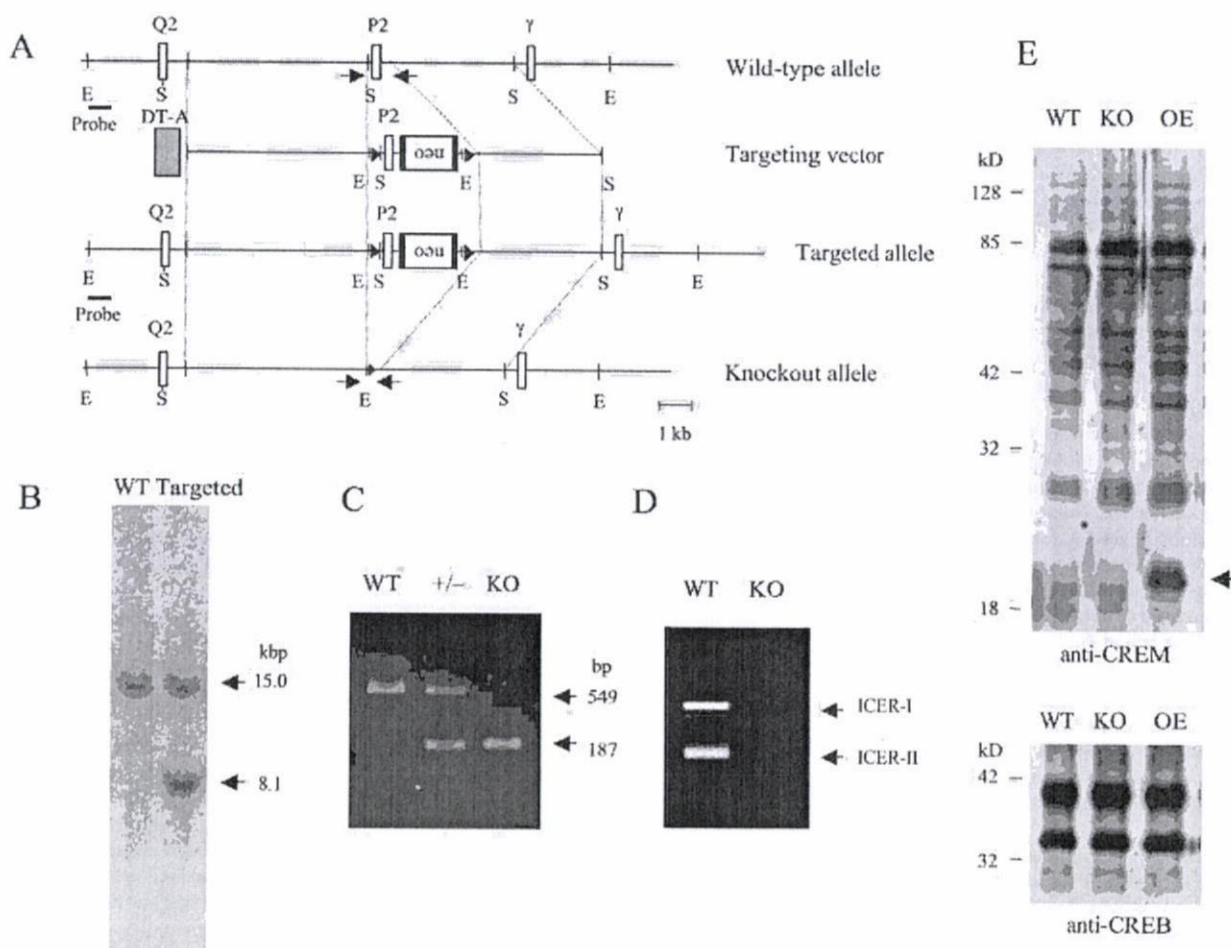 A
Q2 P2 γ
Wild-type allele
E S S S E
Probe
DT-A P2
neo
Targeting vector
E S E S
Q2 P2 γ
neo
Targeted allele
E S E S E S E
Probe
Q2 γ
Knockout allele
E S E S E
1 kb
B
WT Targeted
kbp
15.0
8.1
C
WT +/− KO
bp
549
187
D
WT KO
ICER-I
ICER-II
E
WT KO OE
kD
128
85
42
32
18
anti-CREM
WT KO OE
kD
42
32
anti-CREB